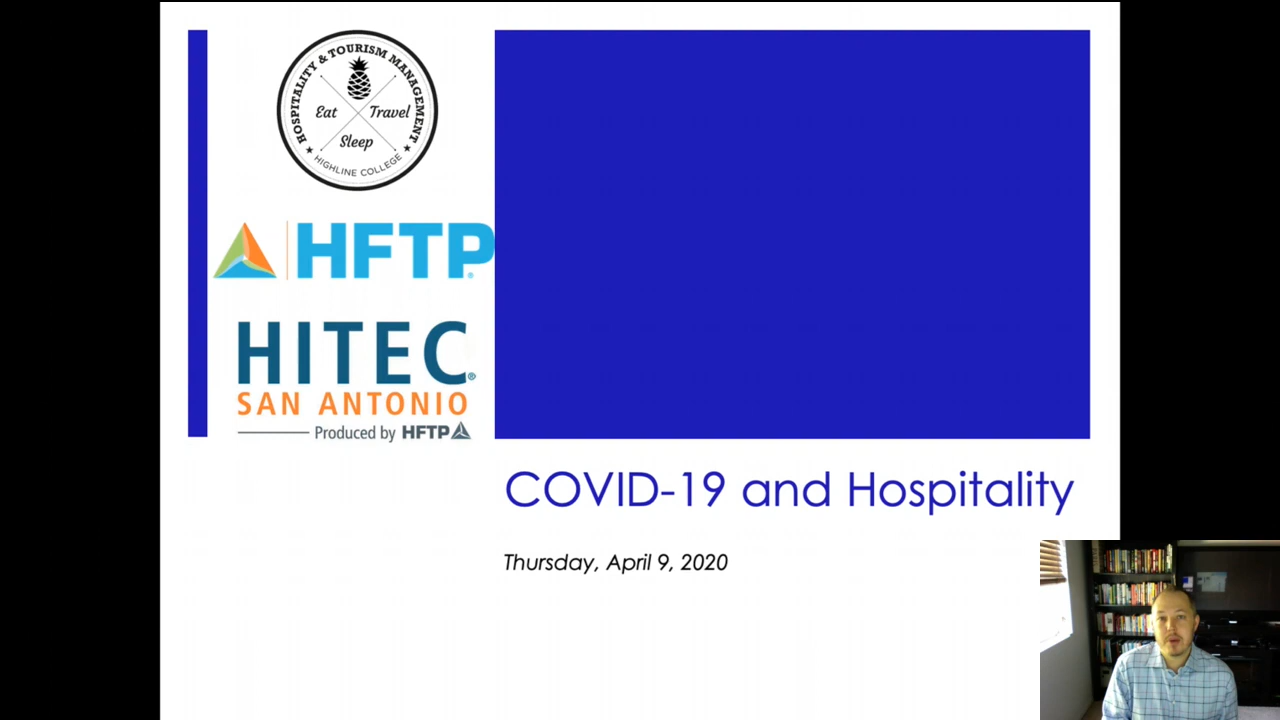 HOSPITALITY & TOURISM MANAGEMENT
Eat
Travel
Sleep
HIGHLINE COLLEGE
HFTP®
HITEC®
SAN ANTONIO
Produced by HFTP
COVID-19 and Hospitality
Thursday, April 9, 2020